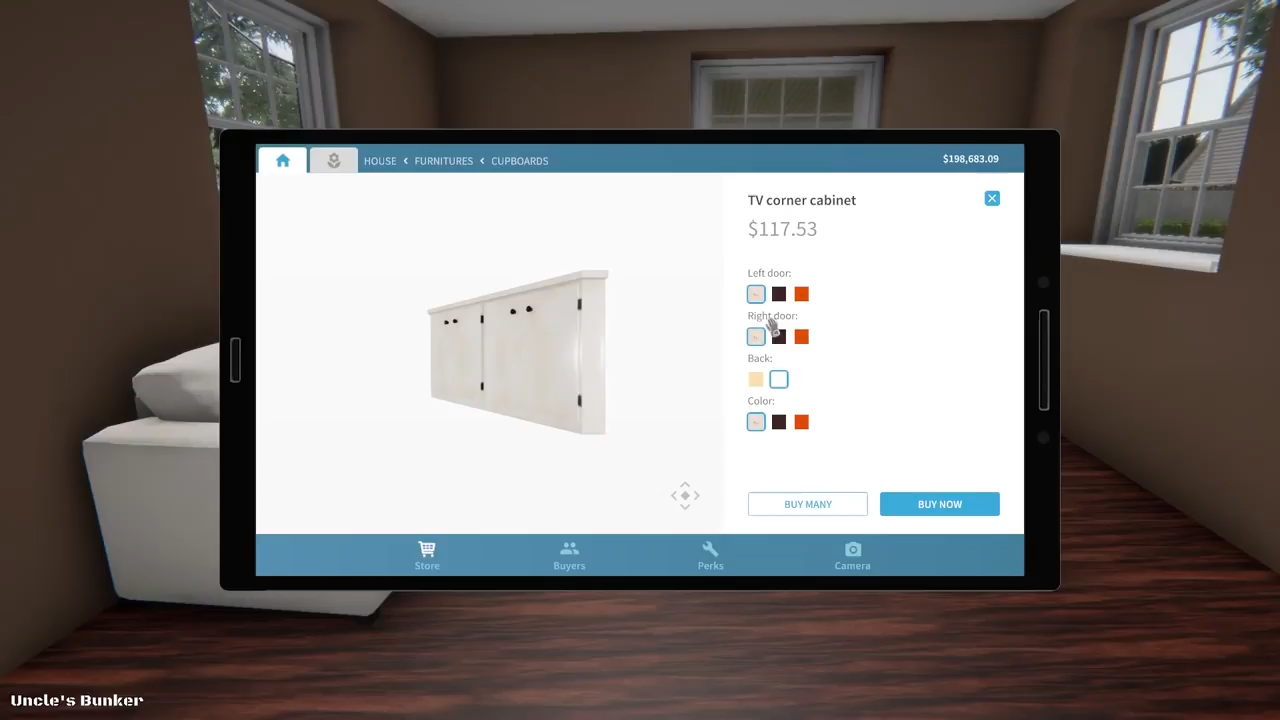 HOUSE < FURNITURES < CUPBOARDS
$198,683.09
TV corner cabinet
$117.53
Left door:
Right door:
Back:
Color:
BUY MANY
BUY NOW
Store
Buyers
Perks
Camera
Uncle's Bunker